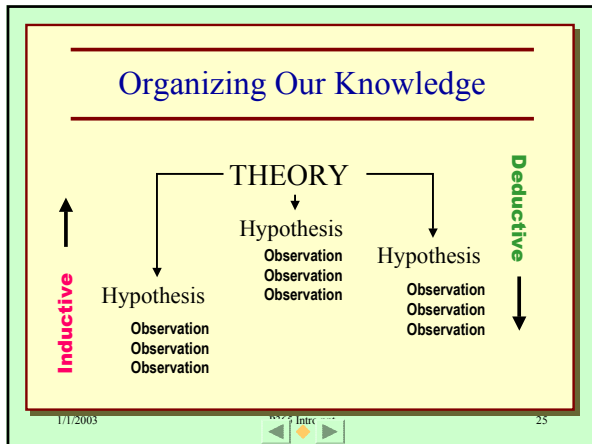 Organizing Our Knowledge
THEORY
Hypothesis
Observation
Observation
Observation
Hypothesis
Observation
Observation
Observation
Hypothesis
Observation
Observation
Observation
Inductive
Deductive
1/1/2003
25